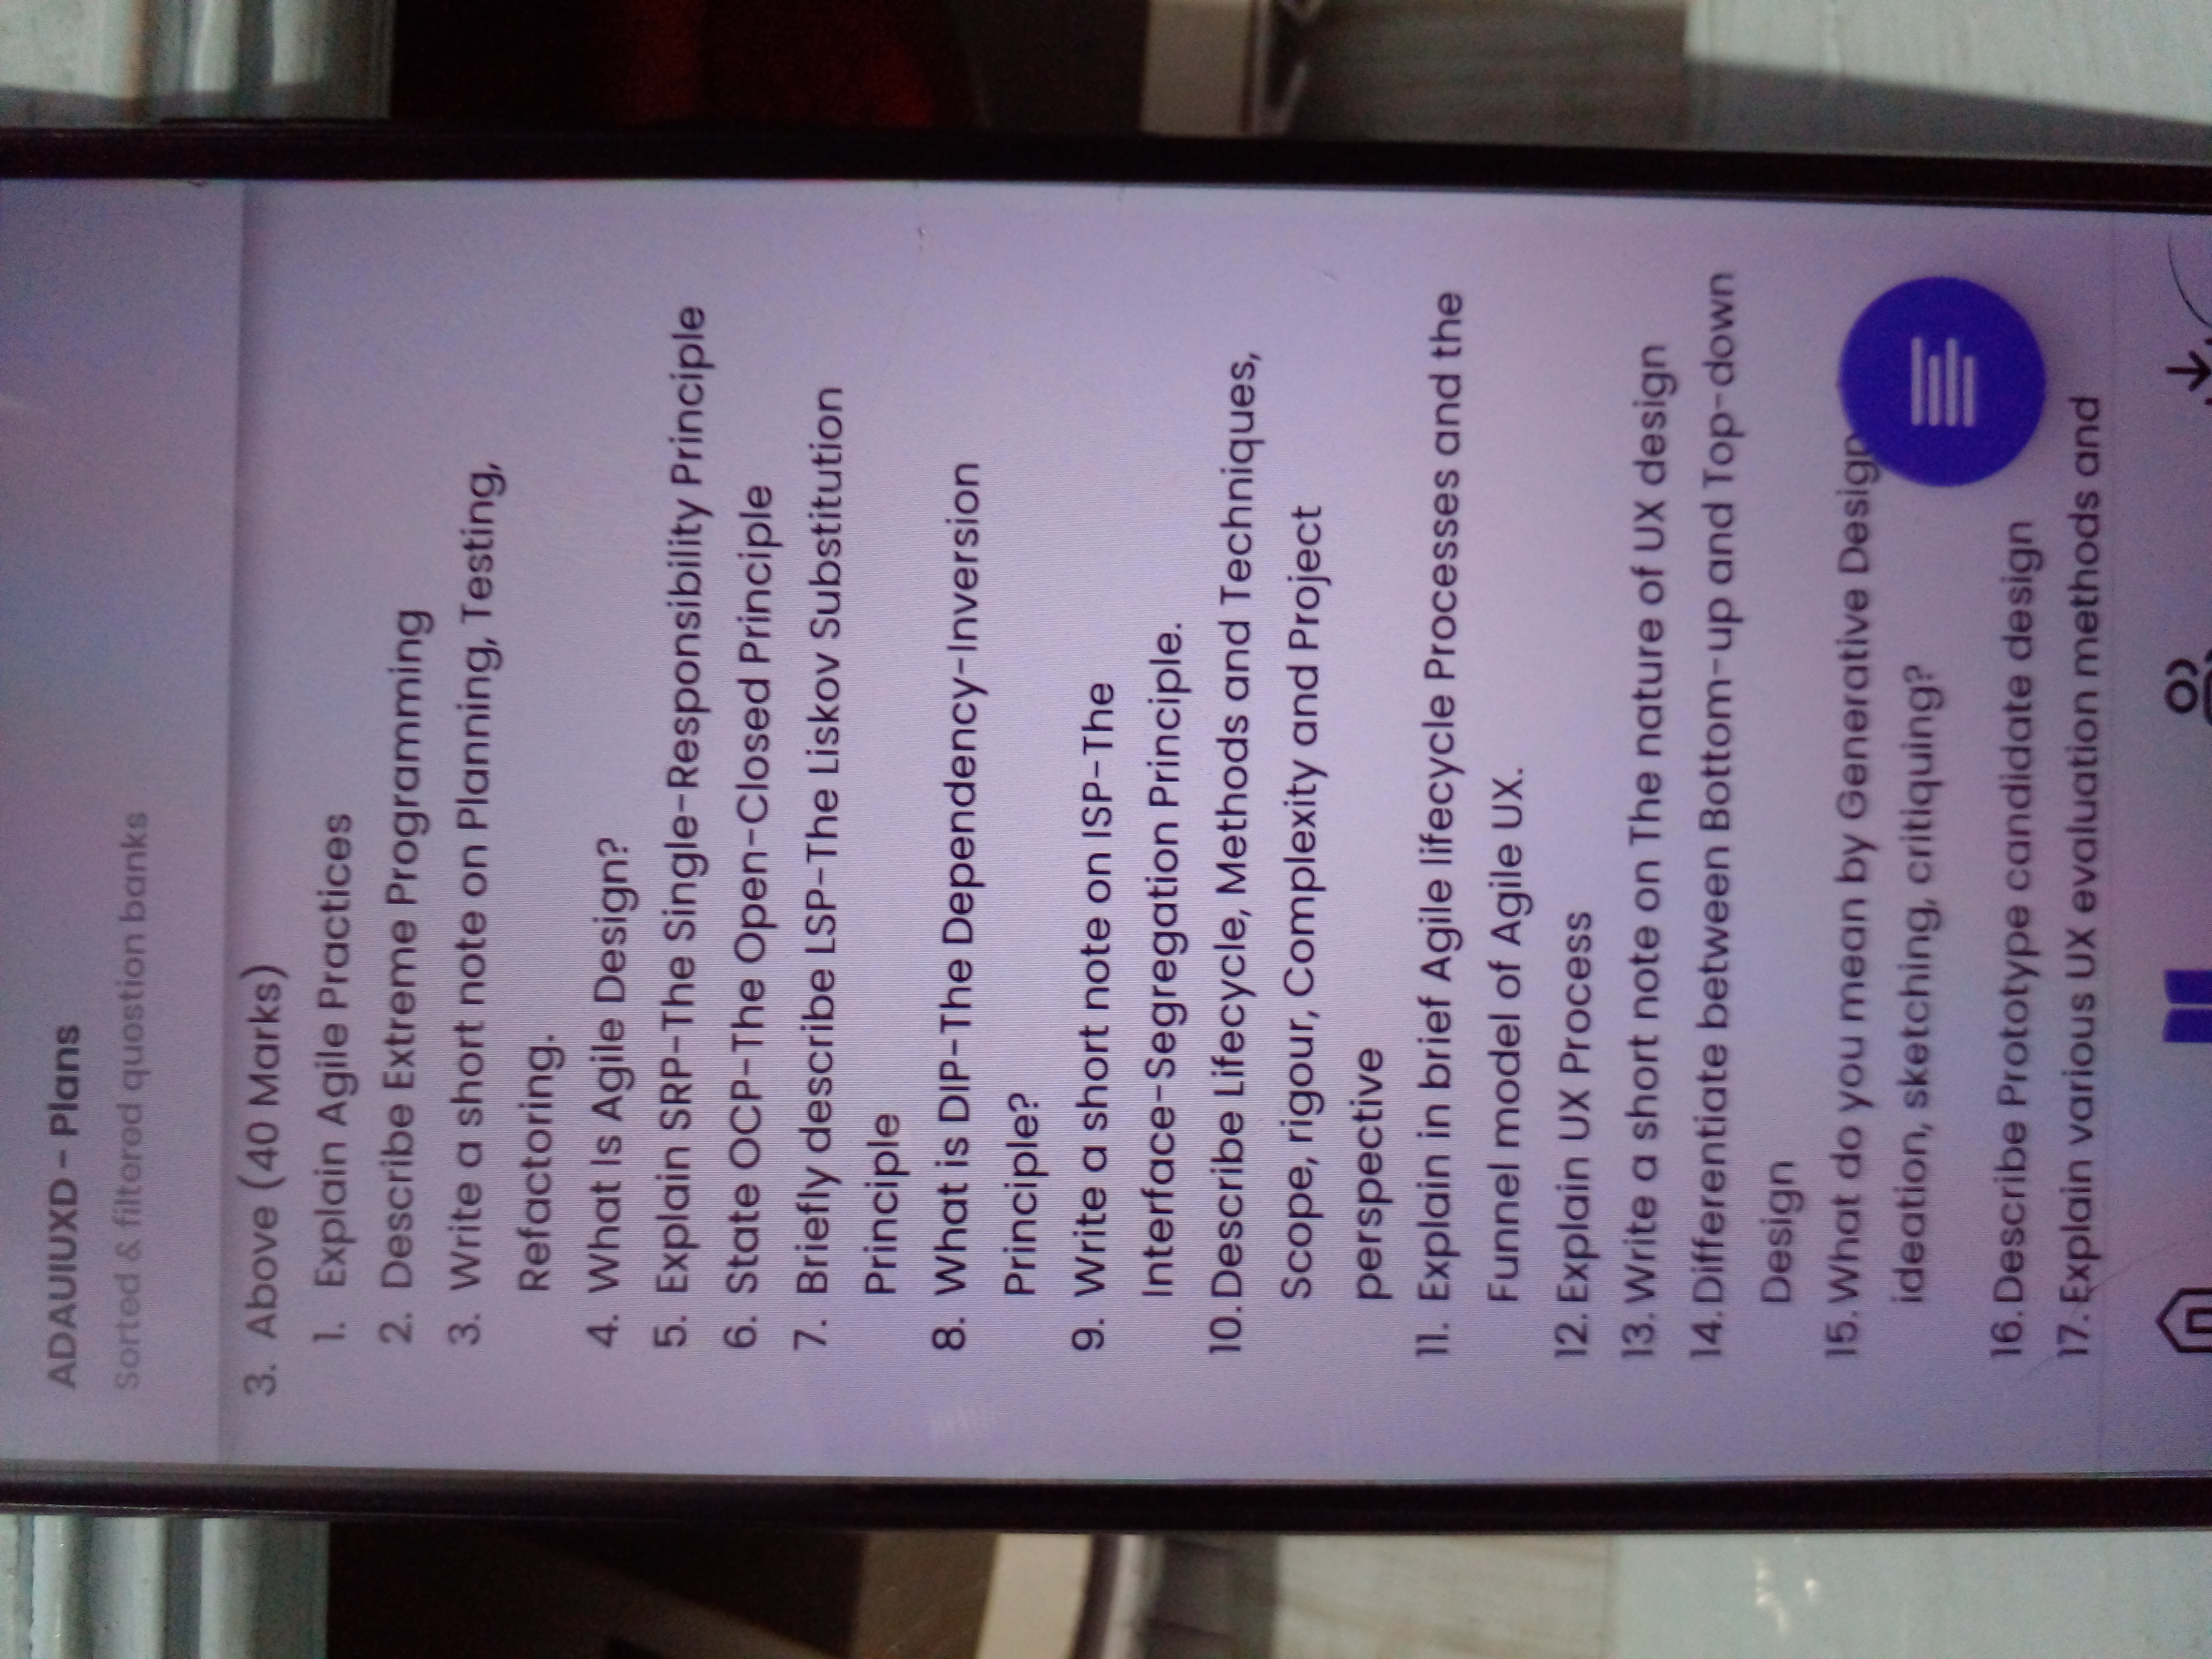 ADAUIUXD - Plans
Sorted & filtered question banks
3. Above (40 Marks)
1. Explain Agile Practices
2. Describe Extreme Programming
3. Write a short note on Planning, Testing,
Refactoring.
4. What Is Agile Design?
5. Explain SRP-The Single-Responsibility Principle
6. State OCP-The Open-Closed Principle
7. Briefly describe LSP-The Liskov Substitution
Principle
8. What is DIP-The Dependency-Inversion
Principle?
9. Write a short note on ISP-The
Interface-Segregation Principle.
10. Describe Lifecycle, Methods and Techniques,
Scope, rigour, Complexity and Project
perspective
11. Explain in brief Agile lifecycle Processes and the
Funnel model of Agile UX.
12. Explain UX Process
13. Write a short note on The nature of UX design
14. Differentiate between Bottom-up and Top-down
Design
15. What do you mean by Generative Design
ideation, sketching, critiquing?
16. Describe Prototype candidate design
17. Explain various UX evaluation methods and